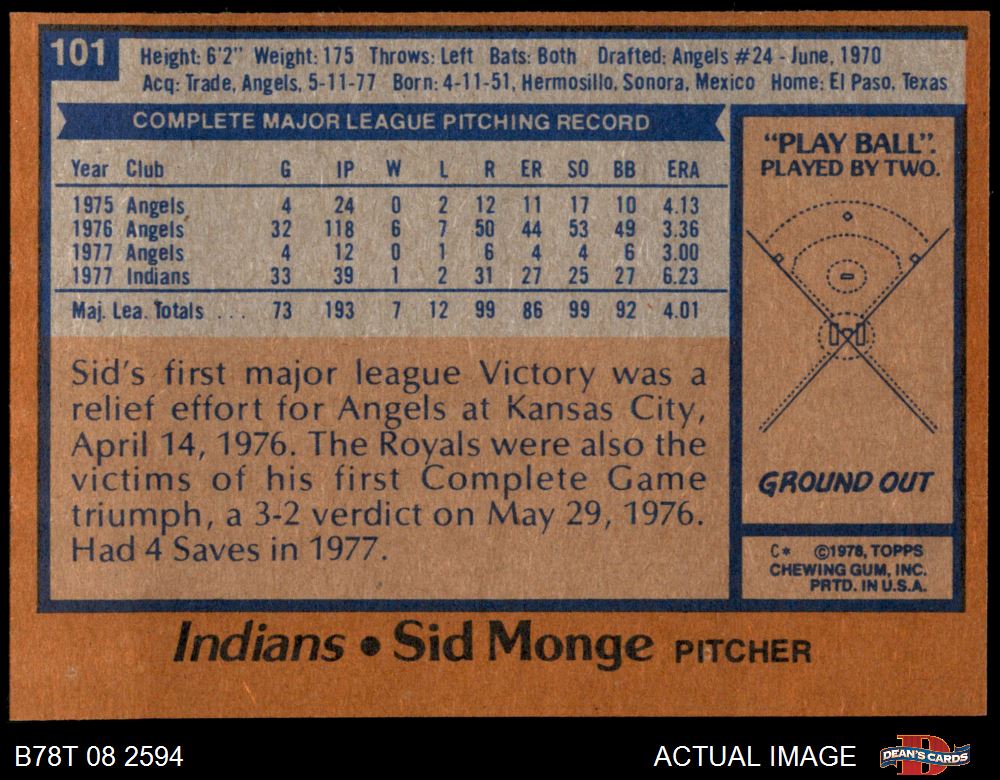 101
Height: 6'2" Weight: 175 Throws: Left Bats: Both Drafted: Angels #24 - June, 1970
Acq: Trade, Angels, 5-11-77 Born: 4-11-51, Hermosillo, Sonora, Mexico Home: El Paso, Texas
COMPLETE MAJOR LEAGUE PITCHING RECORD
Year Club G IP W L R ER SO BB ERA
1975 Angels 4 24 0 2 12 11 17 10 4.13
1976 Angels 32 118 6 7 50 44 53 49 3.36
1977 Angels 4 12 0 1 6 4 4 6 3.00
1977 Indians 33 39 1 2 31 27 25 27 6.23
Maj. Lea. Totals ... 73 193 7 12 99 86 99 92 4.01
Sid's first major league Victory was a
relief effort for Angels at Kansas City,
April 14, 1976. The Royals were also the
victims of his first Complete Game
triumph, a 3-2 verdict on May 29, 1976.
Had 4 Saves in 1977.
"PLAY BALL".
PLAYED BY TWO.
GROUND OUT
C* ©1978, TOPPS
CHEWING GUM, INC.
PRTD. IN U.S.A.
Indians • Sid Monge PITCHER
B78T 08 2594 ACTUAL IMAGE DEAN'S CARDS